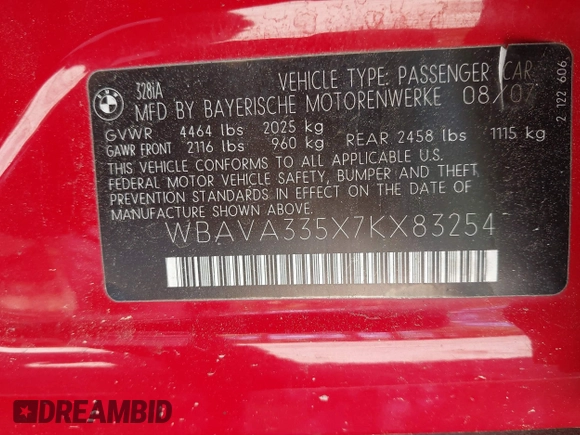 BMW
328iA
VEHICLE TYPE: PASSENGER CAR
MFD BY BAYERISCHE MOTORENWERKE 08/07
GVWR 4464 lbs 2025 kg
GAWR FRONT 2116 lbs 960 kg REAR 2458 lbs 1115 kg
THIS VEHICLE CONFORMS TO ALL APPLICABLE U.S.
FEDERAL MOTOR VEHICLE SAFETY, BUMPER AND THEFT
PREVENTION STANDARDS IN EFFECT ON THE DATE OF
MANUFACTURE SHOWN ABOVE.
WBAVA335X7KX83254
2 122 606
DREAMBID